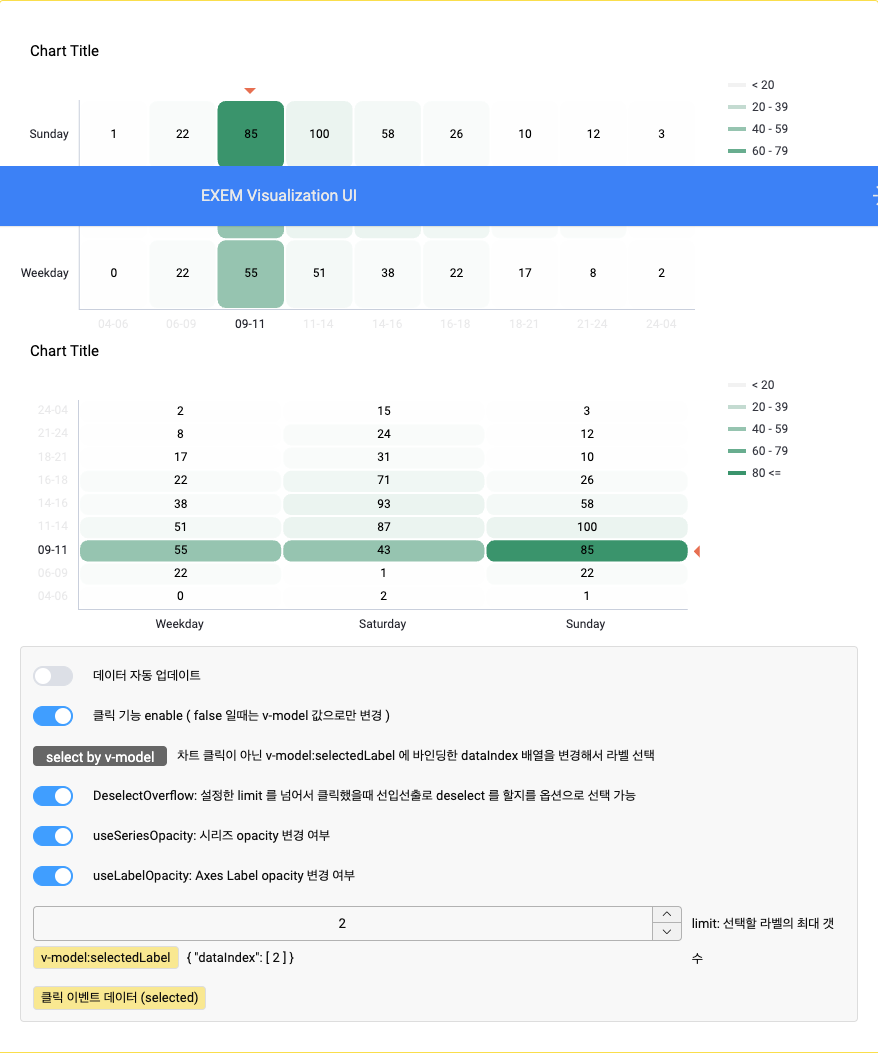 Chart Title
< 20
20 - 39
40 - 59
60 - 79
Sunday 1 22 85 100 58 26 10 12 3
EXEM Visualization UI
Weekday 0 22 55 51 38 22 17 8 2
04-06 06-09 09-11 11-14 14-16 16-18 18-21 21-24 24-04
Chart Title
< 20
20 - 39
40 - 59
60 - 79
80 <=
24-04 2 15 3
21-24 8 24 12
18-21 17 31 10
16-18 22 71 26
14-16 38 93 58
11-14 51 87 100
09-11 55 43 85
06-09 22 1 22
04-06 0 2 1
Weekday Saturday Sunday
데이터 자동 업데이트
클릭 기능 enable ( false 일때는 v-model 값으로만 변경 )
select by v-model 차트 클릭이 아닌 v-model:selectedLabel 에 바인딩한 dataIndex 배열을 변경해서 라벨 선택
DeselectOverflow: 설정한 limit 를 넘어서 클릭했을때 선입선출로 deselect 를 할지를 옵션으로 선택 가능
useSeriesOpacity: 시리즈 opacity 변경 여부
useLabelOpacity: Axes Label opacity 변경 여부
2 limit: 선택할 라벨의 최대 갯
수
v-model:selectedLabel { "dataIndex": [ 2 ] }
클릭 이벤트 데이터 (selected)